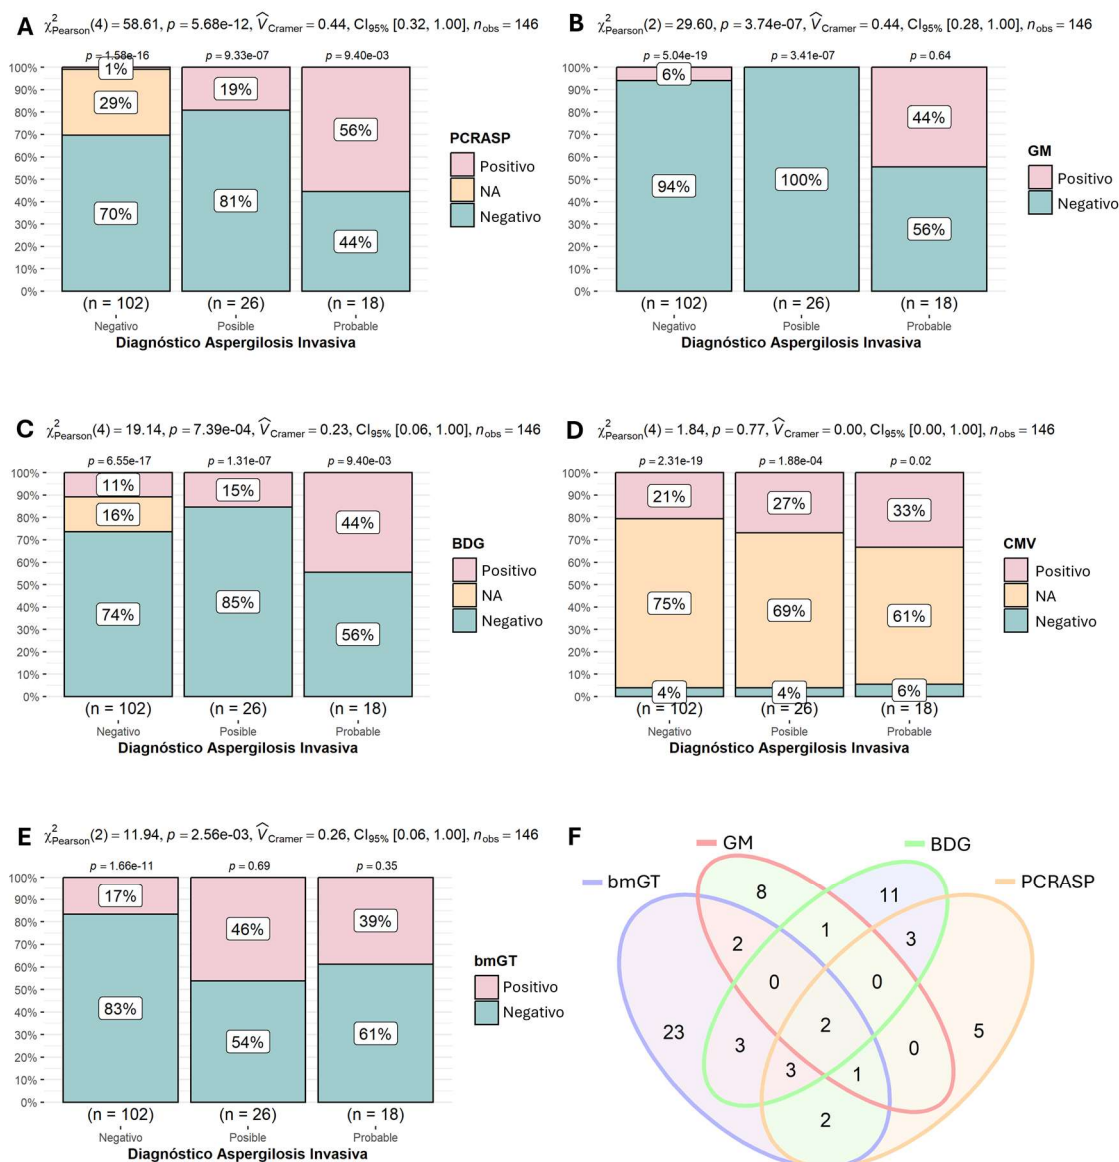 A χ²Pearson(4) = 58.61, p = 5.68e-12, V̂Cramer = 0.44, CI95% [0.32, 1.00], nobs = 146
p = 1.58e-16 p = 9.33e-07 p = 9.40e-03
100%
90%
80%
70%
60%
50%
40%
30%
20%
10%
0%
1%
29%
70%
19%
81%
56%
44%
(n = 102) (n = 26) (n = 18)
Negativo Posible Probable
Diagnóstico Aspergilosis Invasiva
PCRASP
Positivo
NA
Negativo
B χ²Pearson(2) = 29.60, p = 3.74e-07, V̂Cramer = 0.44, CI95% [0.28, 1.00], nobs = 146
p = 5.04e-19 p = 3.41e-07 p = 0.64
100%
90%
80%
70%
60%
50%
40%
30%
20%
10%
0%
6%
94%
100%
44%
56%
(n = 102) (n = 26) (n = 18)
Negativo Posible Probable
Diagnóstico Aspergilosis Invasiva
GM
Positivo
Negativo
C χ²Pearson(4) = 19.14, p = 7.39e-04, V̂Cramer = 0.23, CI95% [0.06, 1.00], nobs = 146
p = 6.55e-17 p = 1.31e-07 p = 9.40e-03
100%
90%
80%
70%
60%
50%
40%
30%
20%
10%
0%
11%
16%
74%
15%
85%
44%
56%
(n = 102) (n = 26) (n = 18)
Negativo Posible Probable
Diagnóstico Aspergilosis Invasiva
BDG
Positivo
NA
Negativo
D χ²Pearson(4) = 1.84, p = 0.77, V̂Cramer = 0.00, CI95% [0.00, 1.00], nobs = 146
p = 2.31e-19 p = 1.88e-04 p = 0.02
100%
90%
80%
70%
60%
50%
40%
30%
20%
10%
0%
21%
75%
4%
27%
69%
4%
33%
61%
6%
(n = 102) (n = 26) (n = 18)
Negativo Posible Probable
Diagnóstico Aspergilosis Invasiva
CMV
Positivo
NA
Negativo
E χ²Pearson(2) = 11.94, p = 2.56e-03, V̂Cramer = 0.26, CI95% [0.06, 1.00], nobs = 146
p = 1.66e-11 p = 0.69 p = 0.35
100%
90%
80%
70%
60%
50%
40%
30%
20%
10%
0%
17%
83%
46%
54%
39%
61%
(n = 102) (n = 26) (n = 18)
Negativo Posible Probable
Diagnóstico Aspergilosis Invasiva
bmGT
Positivo
Negativo
F
GM BDG
bmGT PCRASP
8 11
1
2 3
0 0
23 2 5
3 0
3 1
2